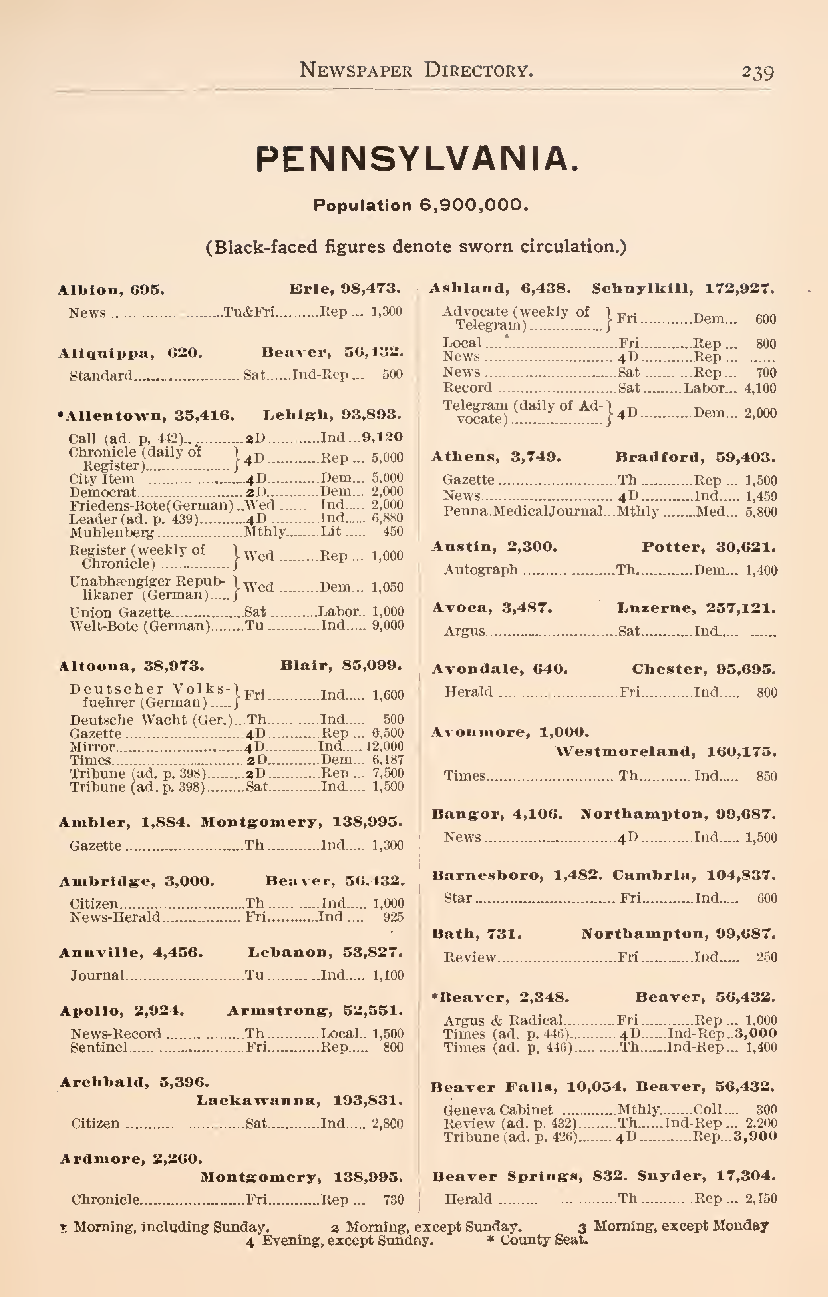 NEWSPAPER DIRECTORY. 239
PENNSYLVANIA.
Population 6,900,000.
(Black-faced figures denote sworn circulation.)
Albion, 695. Erie, 98,473.
News Tu&Fri Rep 1,300
Aliquippa, 620. Beaver, 56,432.
Standard Sat Ind-Rep 500
*Allentown, 35,416. Lehigh, 93,893.
Call (ad. p. 442) 2D Ind 9,120
Chronicle (daily of Register) 4D Rep 5,000
City Item 4D Dem 5,000
Democrat 2D Dem 2,000
Friedens-Bote (German) Wed Ind 2,000
Leader (ad. p. 439) 4D Ind 6,880
Muhlenberg Mthly Lit 450
Register (weekly of Chronicle) Wed Rep 1,000
Unabhængiger Republikaner (German) Wed Dem 1,050
Union Gazette Sat Labor 1,000
Welt-Bote (German) Tu Ind 9,000
Altoona, 38,973. Blair, 85,099.
Deutscher Volksfuehrer (German) Fri Ind 1,600
Deutsche Wacht (Ger.) Th Ind 500
Gazette 4D Rep 6,500
Mirror 4D Ind 12,000
Times 2D Dem 6,187
Tribune (ad. p. 398) 2D Rep 7,500
Tribune (ad. p. 398) Sat Ind 1,500
Ambler, 1,884. Montgomery, 138,995.
Gazette Th Ind 1,300
Ambridge, 3,000. Beaver, 56,432.
Citizen Th Ind 1,000
News-Herald Fri Ind 925
Annville, 4,456. Lebanon, 53,827.
Journal Tu Ind 1,100
Apollo, 2,924. Armstrong, 52,551.
News-Record Th Local 1,500
Sentinel Fri Rep 800
Archbald, 5,396.
Lackawanna, 193,831.
Citizen Sat Ind 2,800
Ardmore, 2,260.
Montgomery, 138,995.
Chronicle Fri Rep 730
Ashland, 6,438. Schuylkill, 172,927.
Advocate (weekly of Telegram) Fri Dem 600
Local Fri Rep 800
News 4D Rep
News Sat Rep 700
Record Sat Labor 4,100
Telegram (daily of Advocate) 4D Dem 2,000
Athens, 3,749. Bradford, 59,403.
Gazette Th Rep 1,500
News 4D Ind 1,459
Penna. Medical Journal Mthly Med 5,800
Austin, 2,300. Potter, 30,621.
Autograph Th Dem 1,400
Avoca, 3,487. Luzerne, 257,121.
Argus Sat Ind
Avondale, 640. Chester, 95,695.
Herald Fri Ind 800
Avonmore, 1,000.
Westmoreland, 160,175.
Times Th Ind 850
Bangor, 4,106. Northampton, 99,687.
News 4D Ind 1,500
Barnesboro, 1,482. Cambria, 104,837.
Star Fri Ind 600
Bath, 731. Northampton, 99,687.
Review Fri Ind 250
*Beaver, 2,348. Beaver, 56,432.
Argus & Radical Fri Rep 1,000
Times (ad. p. 446) 4D Ind-Rep 3,000
Times (ad. p. 446) Th Ind-Rep 1,400
Beaver Falls, 10,054. Beaver, 56,432.
Geneva Cabinet Mthly Coll 300
Review (ad. p. 432) Th Ind-Rep 2,200
Tribune (ad. p. 426) 4D Rep 3,900
Beaver Springs, 832. Snyder, 17,304.
Herald Th Rep 2,150
1 Morning, including Sunday. 2 Morning, except Sunday. 3 Morning, except Monday
4 Evening, except Sunday. * County Seat.